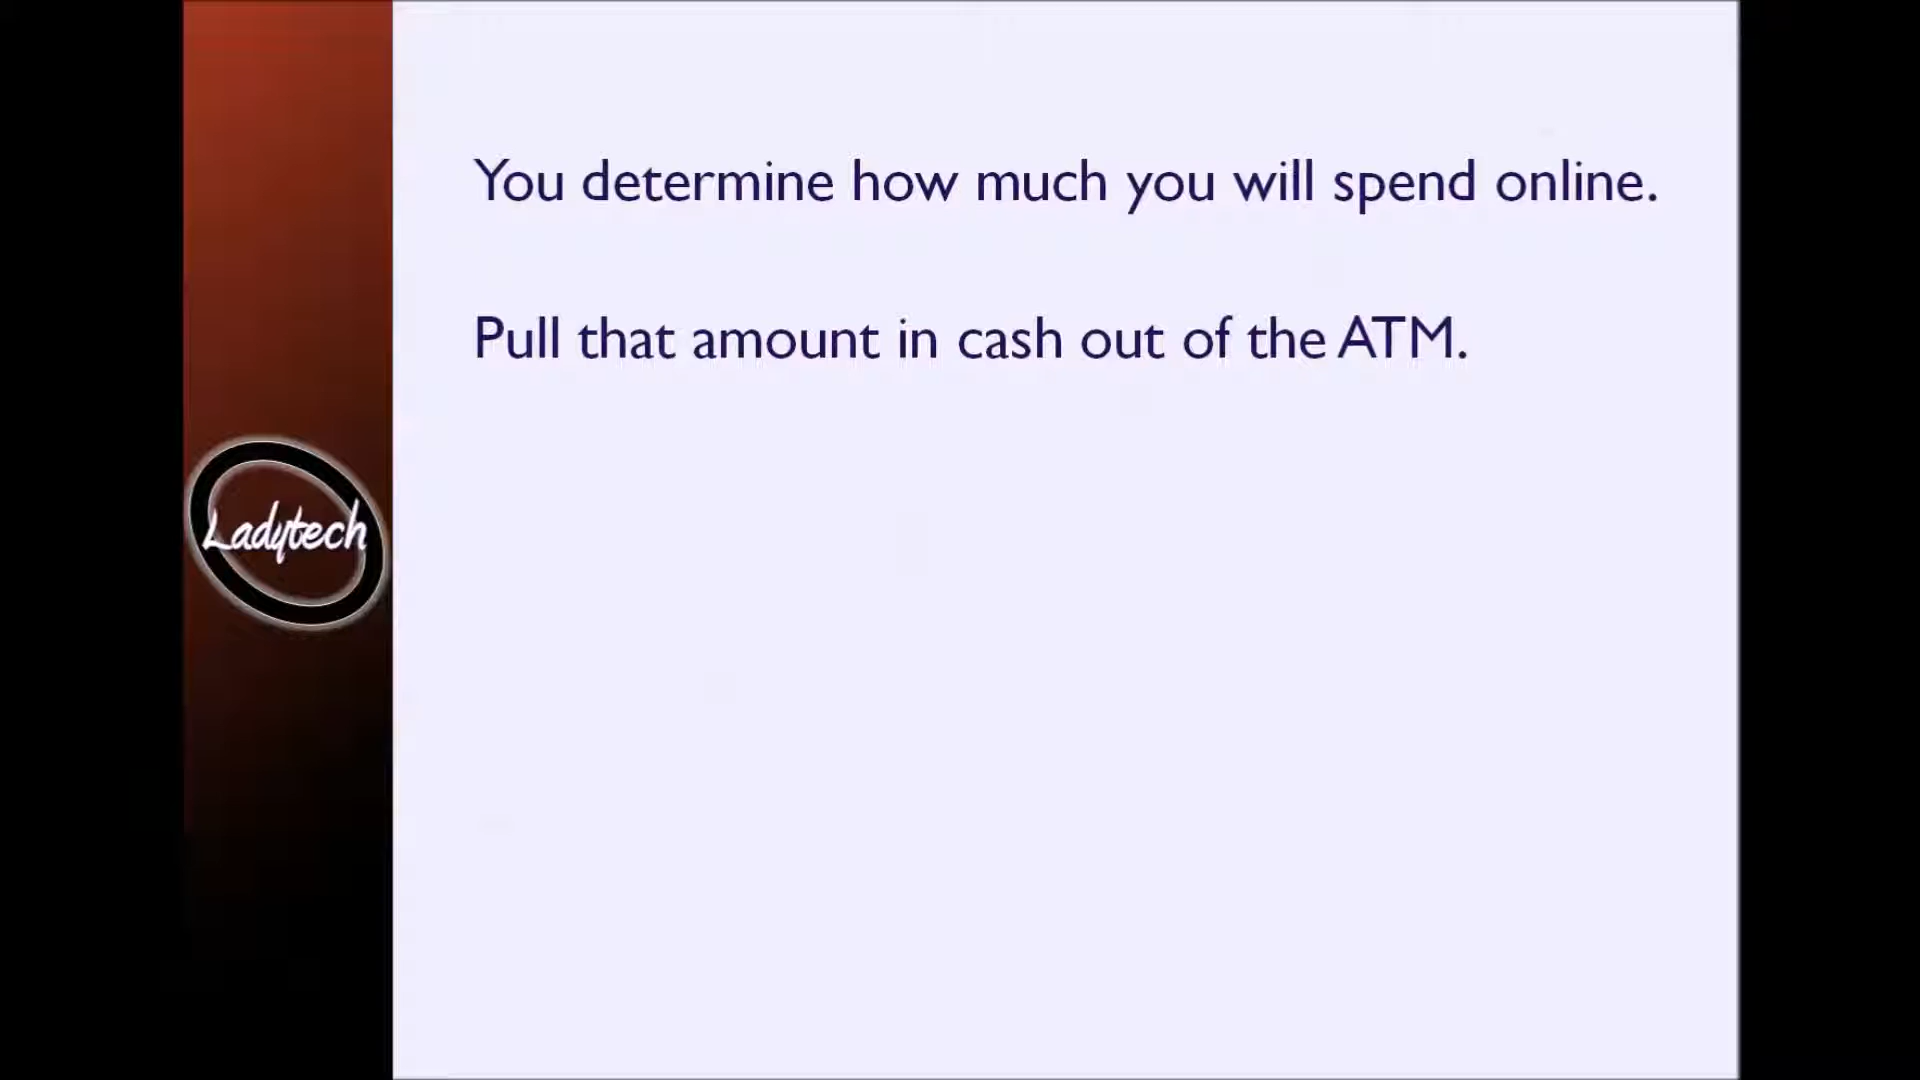 You determine how much you will spend online.
Pull that amount in cash out of the ATM.
Ladytech